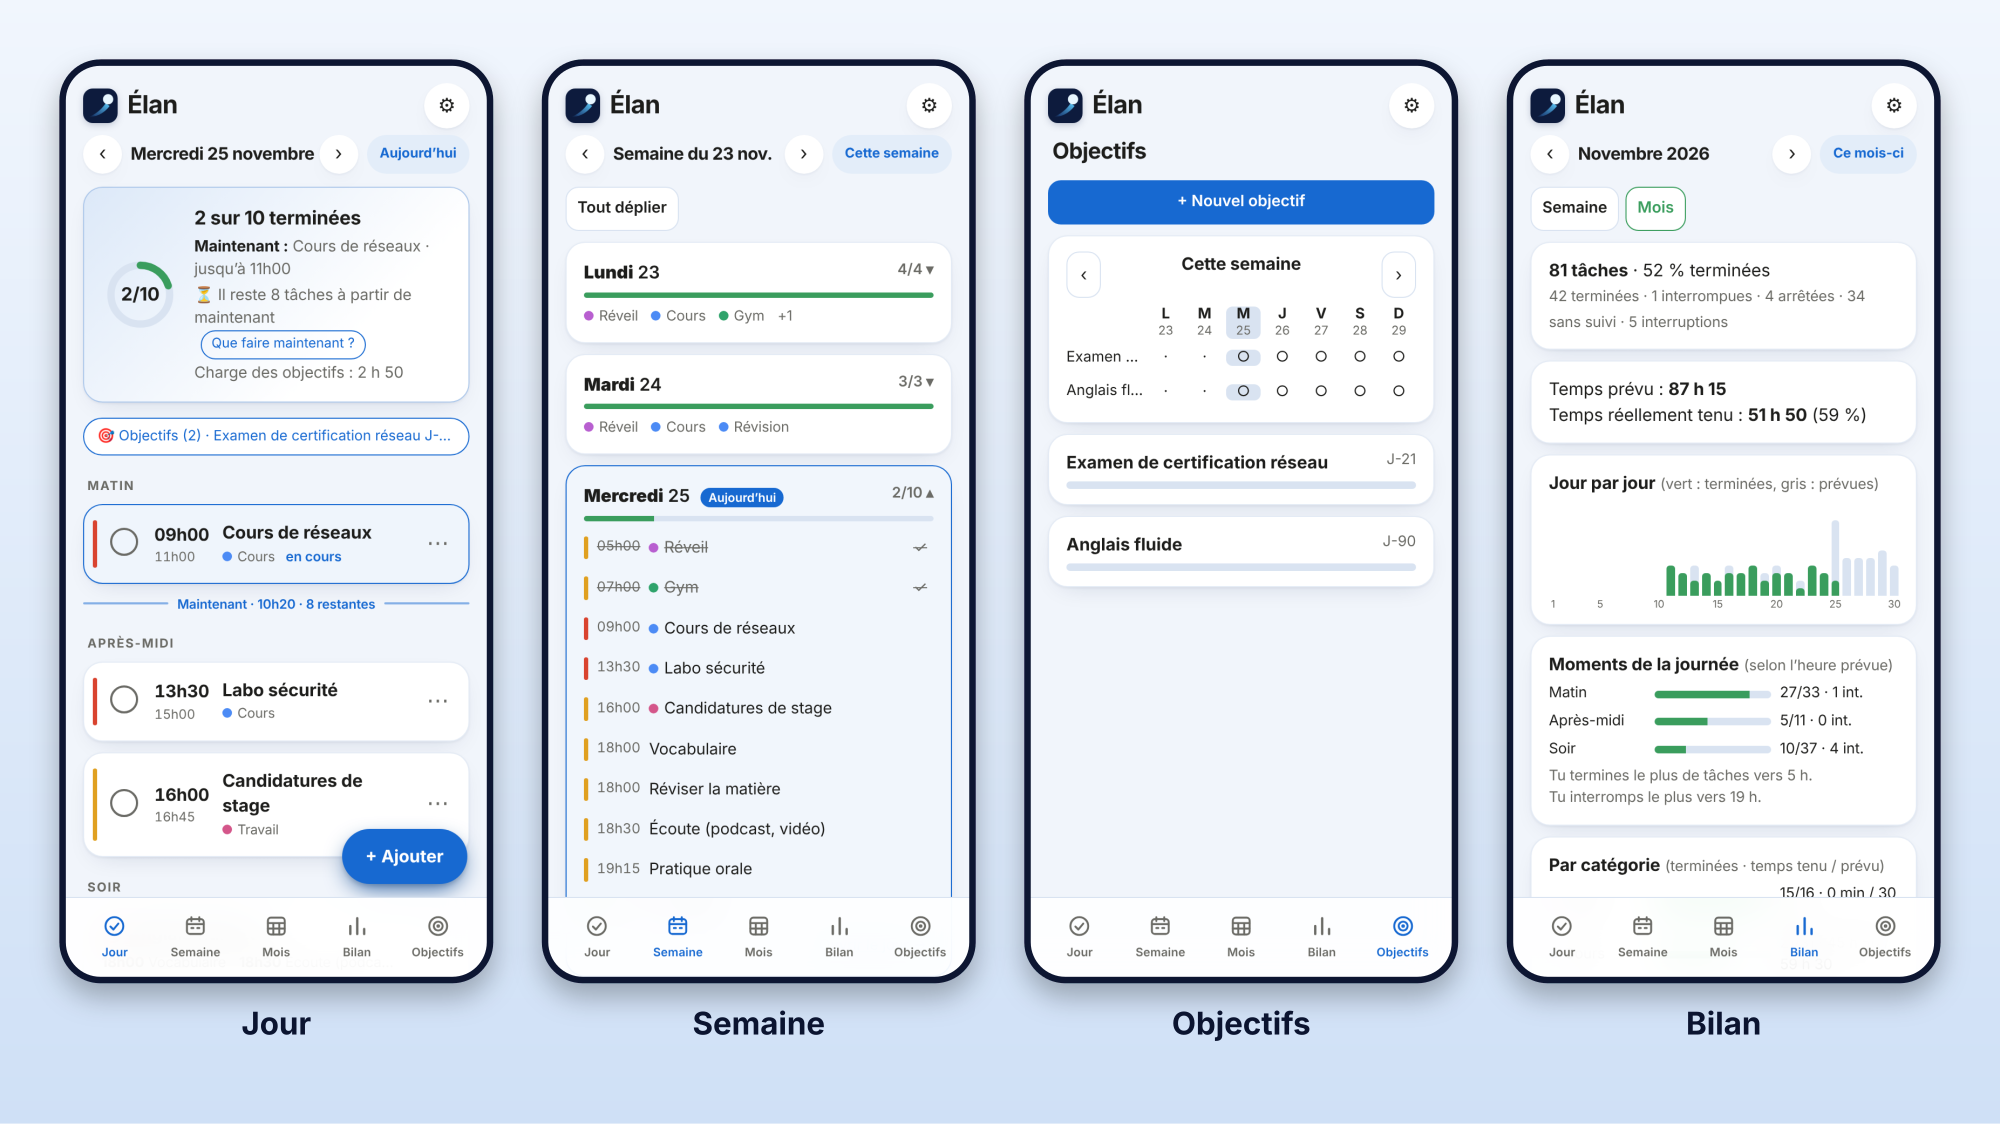 Élan
‹ Mercredi 25 novembre › Aujourd'hui
2 sur 10 terminées
Maintenant : Cours de réseaux ·
jusqu'à 11h00
2/10
⏳ Il reste 8 tâches à partir de
maintenant
Que faire maintenant ?
Charge des objectifs : 2 h 50
🎯 Objectifs (2) · Examen de certification réseau J-...
MATIN
09h00 Cours de réseaux
11h00 Cours en cours
Maintenant · 10h20 · 8 restantes
APRÈS-MIDI
13h30 Labo sécurité
15h00 Cours
16h00 Candidatures de
stage
16h45
Travail
+ Ajouter
SOIR
Jour Semaine Mois Bilan Objectifs
Jour
Élan
‹ Semaine du 23 nov. › Cette semaine
Tout déplier
Lundi 23 4/4 ▾
Réveil Cours Gym +1
Mardi 24 3/3 ▾
Réveil Cours Révision
Mercredi 25 Aujourd'hui 2/10 ▴
05h00 Réveil ✓
07h00 Gym ✓
09h00 Cours de réseaux
13h30 Labo sécurité
16h00 Candidatures de stage
18h00 Vocabulaire
18h00 Réviser la matière
18h30 Écoute (podcast, vidéo)
19h15 Pratique orale
Jour Semaine Mois Bilan Objectifs
Semaine
Élan
Objectifs
+ Nouvel objectif
‹ Cette semaine ›
L M M J V S D
23 24 25 26 27 28 29
Examen ... · · O O O O O
Anglais fl... · · O O O O O
Examen de certification réseau J-21
Anglais fluide J-90
Jour Semaine Mois Bilan Objectifs
Objectifs
Élan
‹ Novembre 2026 › Ce mois-ci
Semaine Mois
81 tâches · 52 % terminées
42 terminées · 1 interrompues · 4 arrêtées · 34
sans suivi · 5 interruptions
Temps prévu : 87 h 15
Temps réellement tenu : 51 h 50 (59 %)
Jour par jour (vert : terminées, gris : prévues)
1 5 10 15 20 25 30
Moments de la journée (selon l'heure prévue)
Matin 27/33 · 1 int.
Après-midi 5/11 · 0 int.
Soir 10/37 · 4 int.
Tu termines le plus de tâches vers 5 h.
Tu interromps le plus vers 19 h.
Par catégorie (terminées · temps tenu / prévu)
15/16 · 0 min / 30
Jour Semaine Mois Bilan Objectifs
Bilan